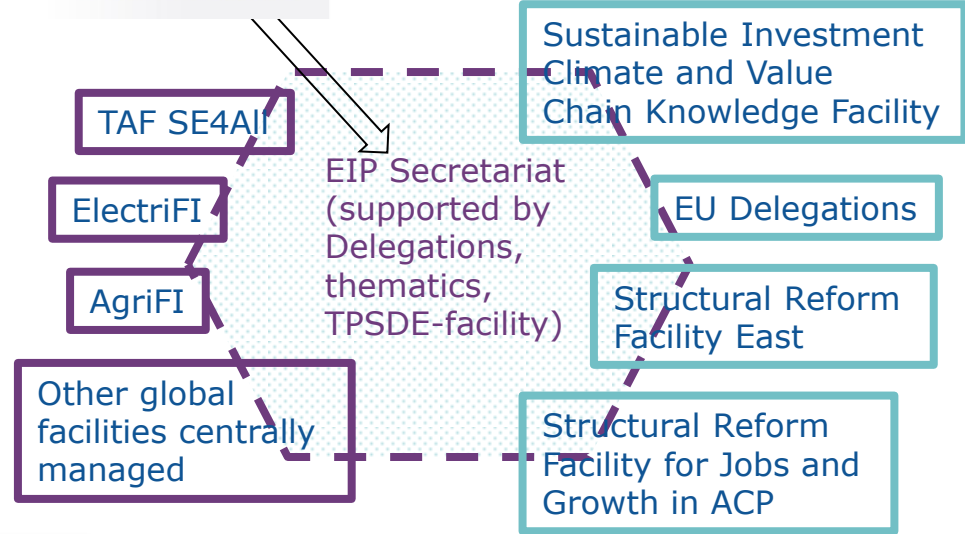 TAF SE4All
ElectriFI
AgriFI
Other global
facilities centrally
managed
EIP Secretariat
(supported by
Delegations,
thematics,
TPSDE-facility)
Sustainable Investment
Climate and Value
Chain Knowledge Facility
EU Delegations
Structural Reform
Facility East
Structural Reform
Facility for Jobs and
Growth in ACP